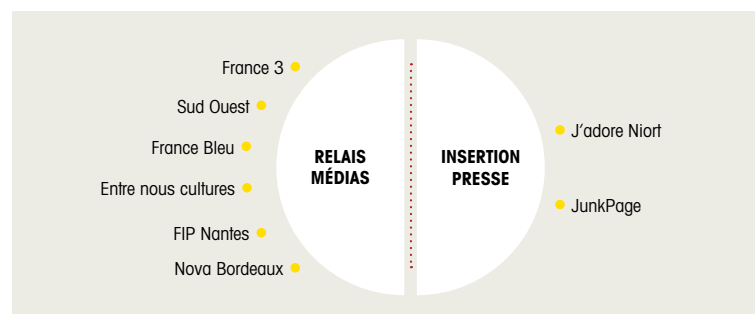 France 3
Sud Ouest
France Bleu
Entre nous cultures
FIP Nantes
Nova Bordeaux
RELAIS
MÉDIAS
INSERTION
PRESSE
J’adore Niort
JunkPage